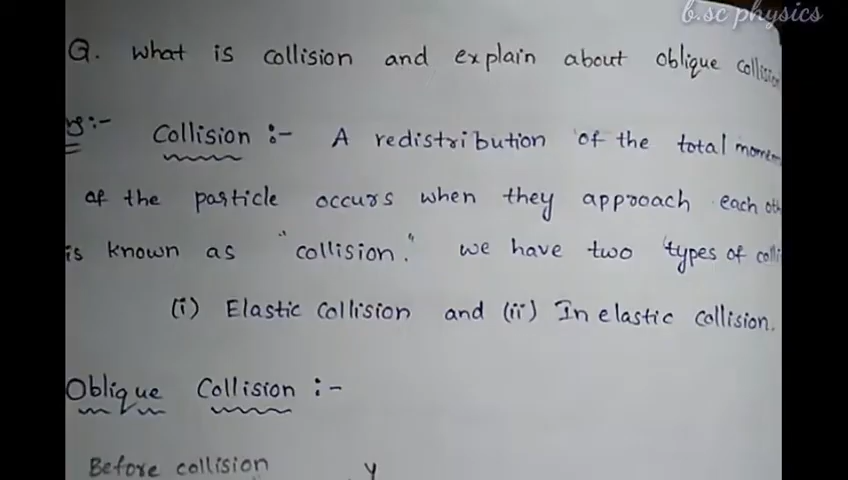 b.sc physics
Q. What is collision and explain about oblique collision
Collision :- A redistribution of the total
of the particle occurs when they approach each
is known as "collision." we have two types of
(i) Elastic Collision and (ii) In elastic collision.
Oblique Collision :-
Before collision y